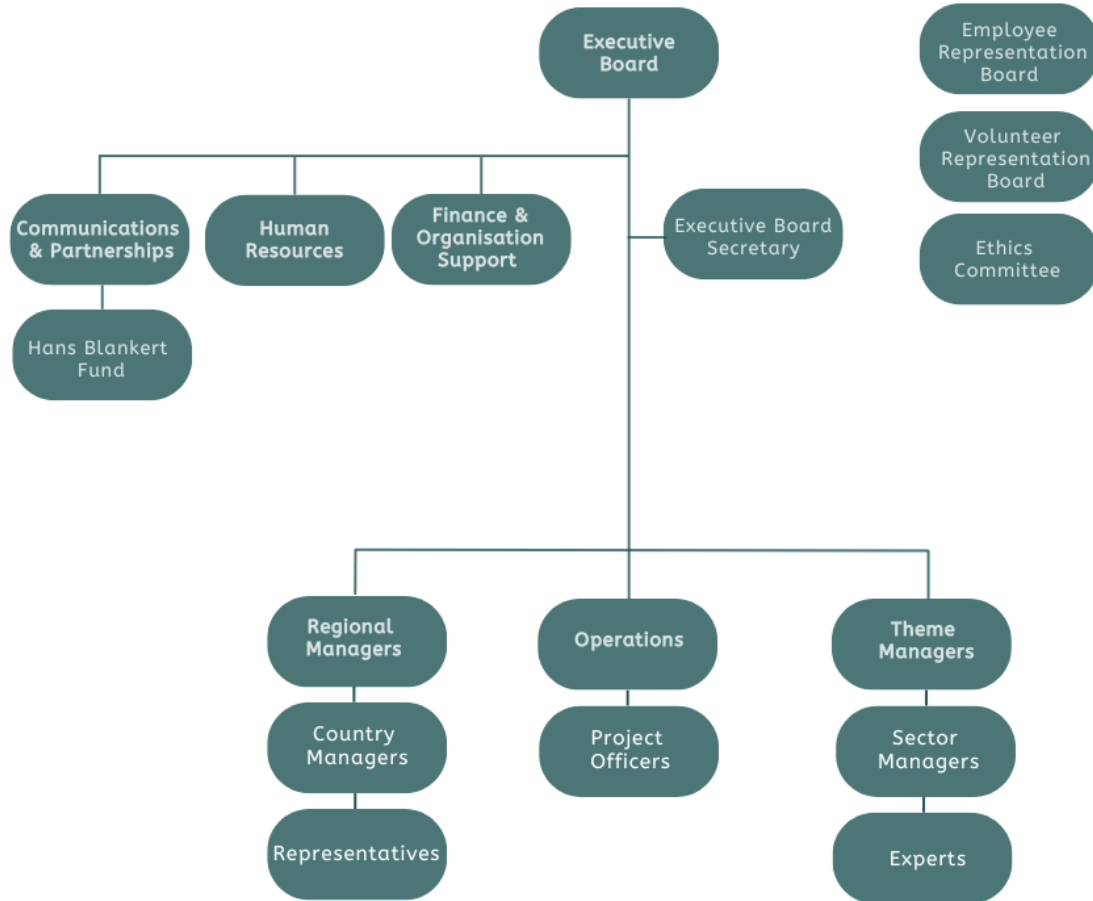 Executive
Board
Employee
Representation
Board
Volunteer
Representation
Board
Ethics
Committee
Communications
& Partnerships
Human
Resources
Finance &
Organisation
Support
Executive Board
Secretary
Hans Blankert
Fund
Regional
Managers
Operations
Theme
Managers
Country
Managers
Project
Officers
Sector
Managers
Representatives
Experts